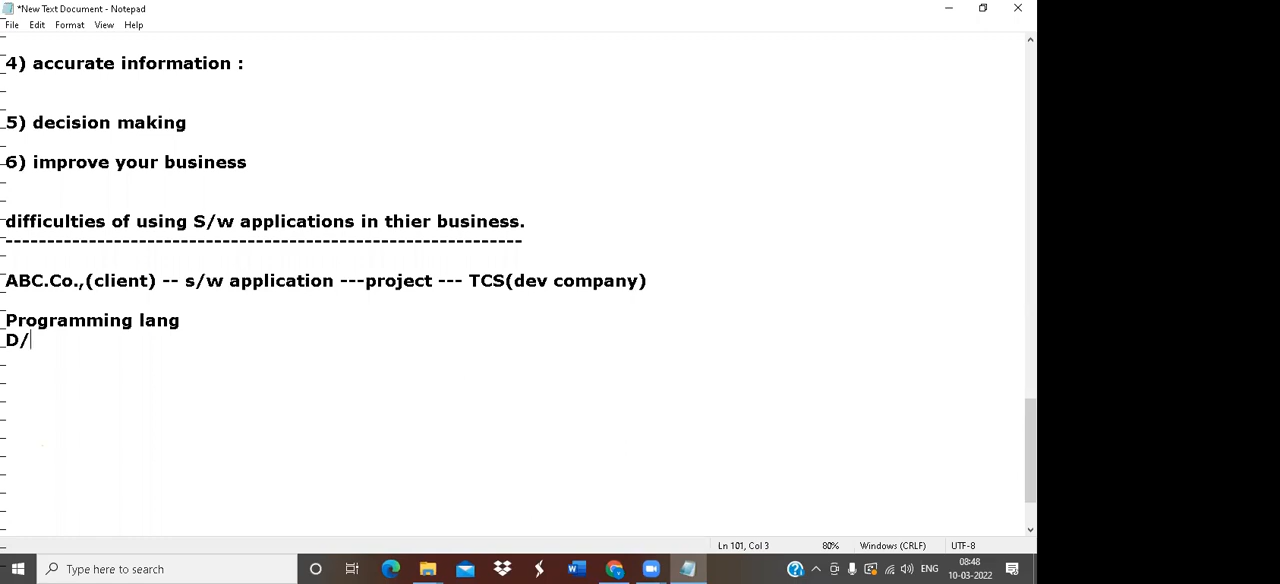 *New Text Document - Notepad
File Edit Format View Help
4) accurate information :
5) decision making
6) improve your business
difficulties of using S/w applications in thier business.
--------------------------------------------------------------
ABC.Co.,(client) -- s/w application ---project --- TCS(dev company)
Programming lang
D/
Ln 101, Col 3 80% Windows (CRLF) UTF-8
Type here to search
ENG
08:48
10-03-2022